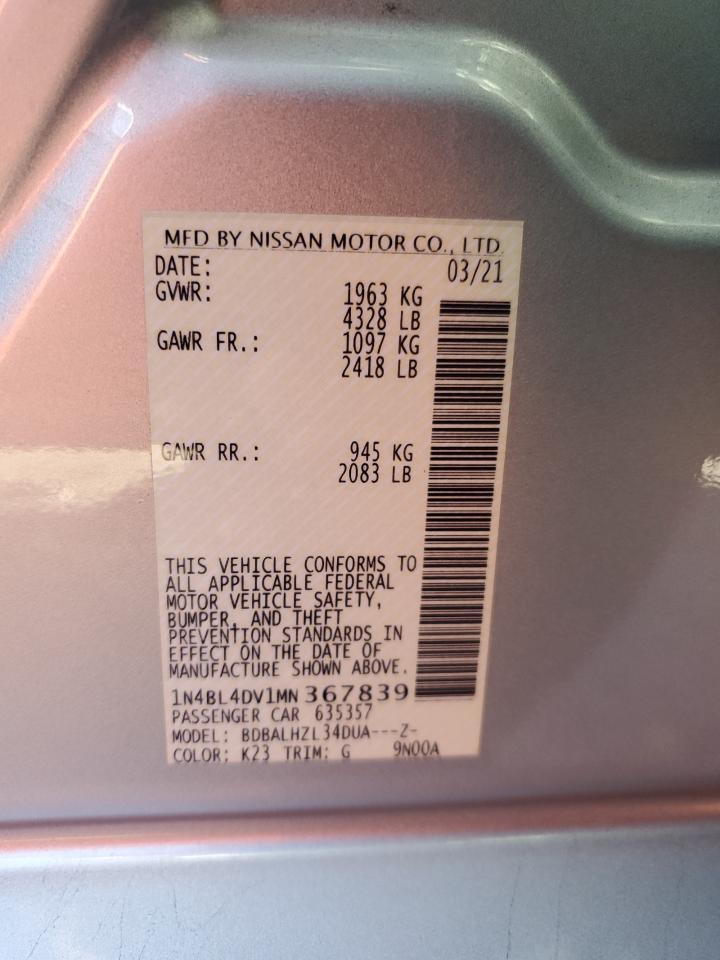 MFD BY NISSAN MOTOR CO., LTD.
DATE: 03/21
GVWR: 1963 KG
4328 LB
GAWR FR.: 1097 KG
2418 LB
GAWR RR.: 945 KG
2083 LB
THIS VEHICLE CONFORMS TO
ALL APPLICABLE FEDERAL
MOTOR VEHICLE SAFETY,
BUMPER, AND THEFT
PREVENTION STANDARDS IN
EFFECT ON THE DATE OF
MANUFACTURE SHOWN ABOVE.
1N4BL4DV1MN 367839
PASSENGER CAR 635357
MODEL: BDBALHZL34DUA---Z-
COLOR: K23 TRIM: G 9N00A